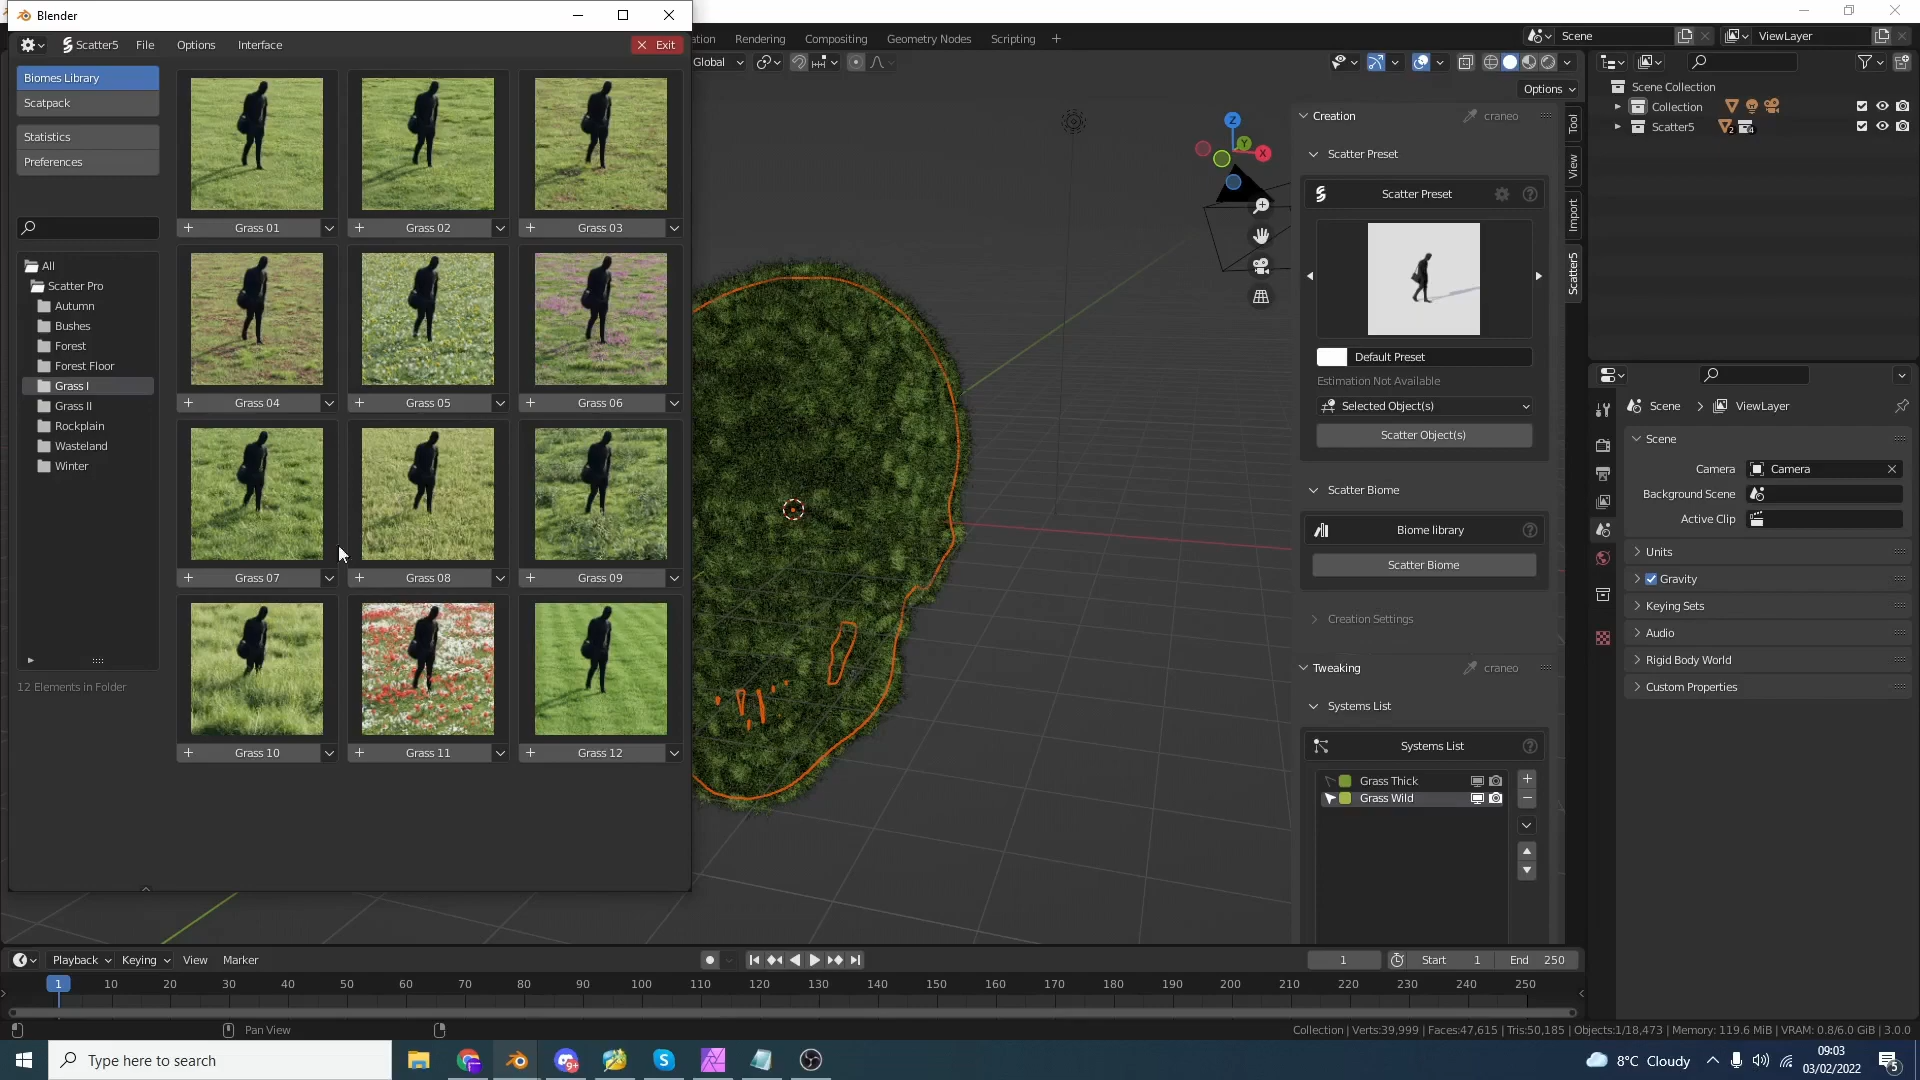 Blender
Scatter5 File Options Interface Exit
ation Rendering Compositing Geometry Nodes Scripting
Scene ViewLayer
Global
Options
Biomes Library
Scatpack
Statistics
Preferences
All
Scatter Pro
Autumn
Bushes
Forest
Forest Floor
Grass I
Grass II
Rockplain
Wasteland
Winter
12 Elements in Folder
Grass 01 Grass 02 Grass 03
Grass 04 Grass 05 Grass 06
Grass 07 Grass 08 Grass 09
Grass 10 Grass 11 Grass 12
Z
Y
X
Creation craneo
Scatter Preset
Scatter Preset
Default Preset
Estimation Not Available
Selected Object(s)
Scatter Object(s)
Scatter Biome
Biome library
Scatter Biome
Creation Settings
Tweaking craneo
Systems List
Systems List
Grass Thick
Grass Wild
Tool
View
Import
Scatter5
Scene Collection
Collection
Scatter5 2 4
Scene ViewLayer
Scene
Camera Camera
Background Scene
Active Clip
Units
Gravity
Keying Sets
Audio
Rigid Body World
Custom Properties
Playback Keying View Marker
1 Start 1 End 250
1 10 20 30 40 50 60 70 80 90 100 110 120 130 140 150 160 170 180 190 200 210 220 230 240 250
Pan View
Collection | Verts:39,999 | Faces:47,615 | Tris:50,185 | Objects:1/18,473 | Memory: 119.6 MiB | VRAM: 0.8/6.0 GiB | 3.0.0
Type here to search
9+
8°C Cloudy
09:03
03/02/2022
5